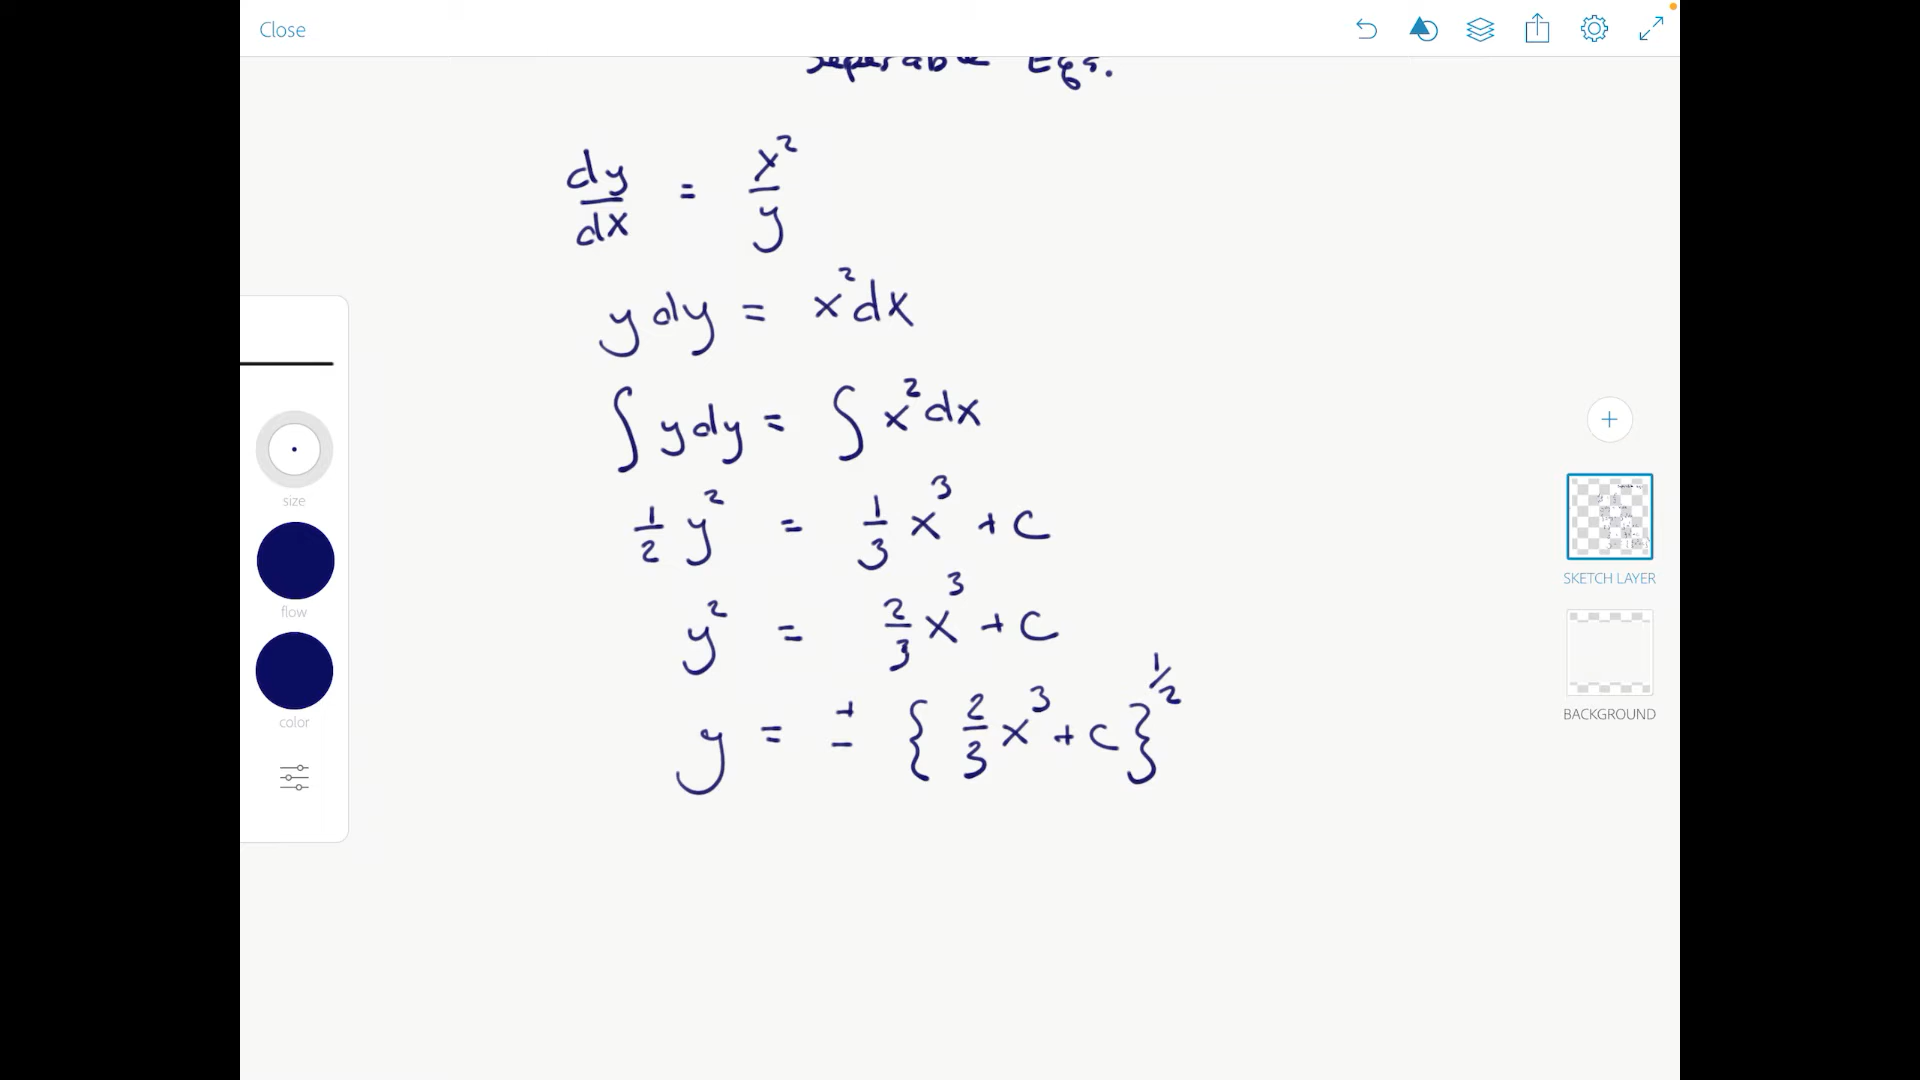 Close
Separable Eqs.
dy/dx = x²/y
y dy = x² dx
∫ y dy = ∫ x² dx
1/2 y² = 1/3 x³ + c
y² = 2/3 x³ + c
y = ± { 2/3 x³ + c }^1/2
size
flow
color
+
SKETCH LAYER
BACKGROUND